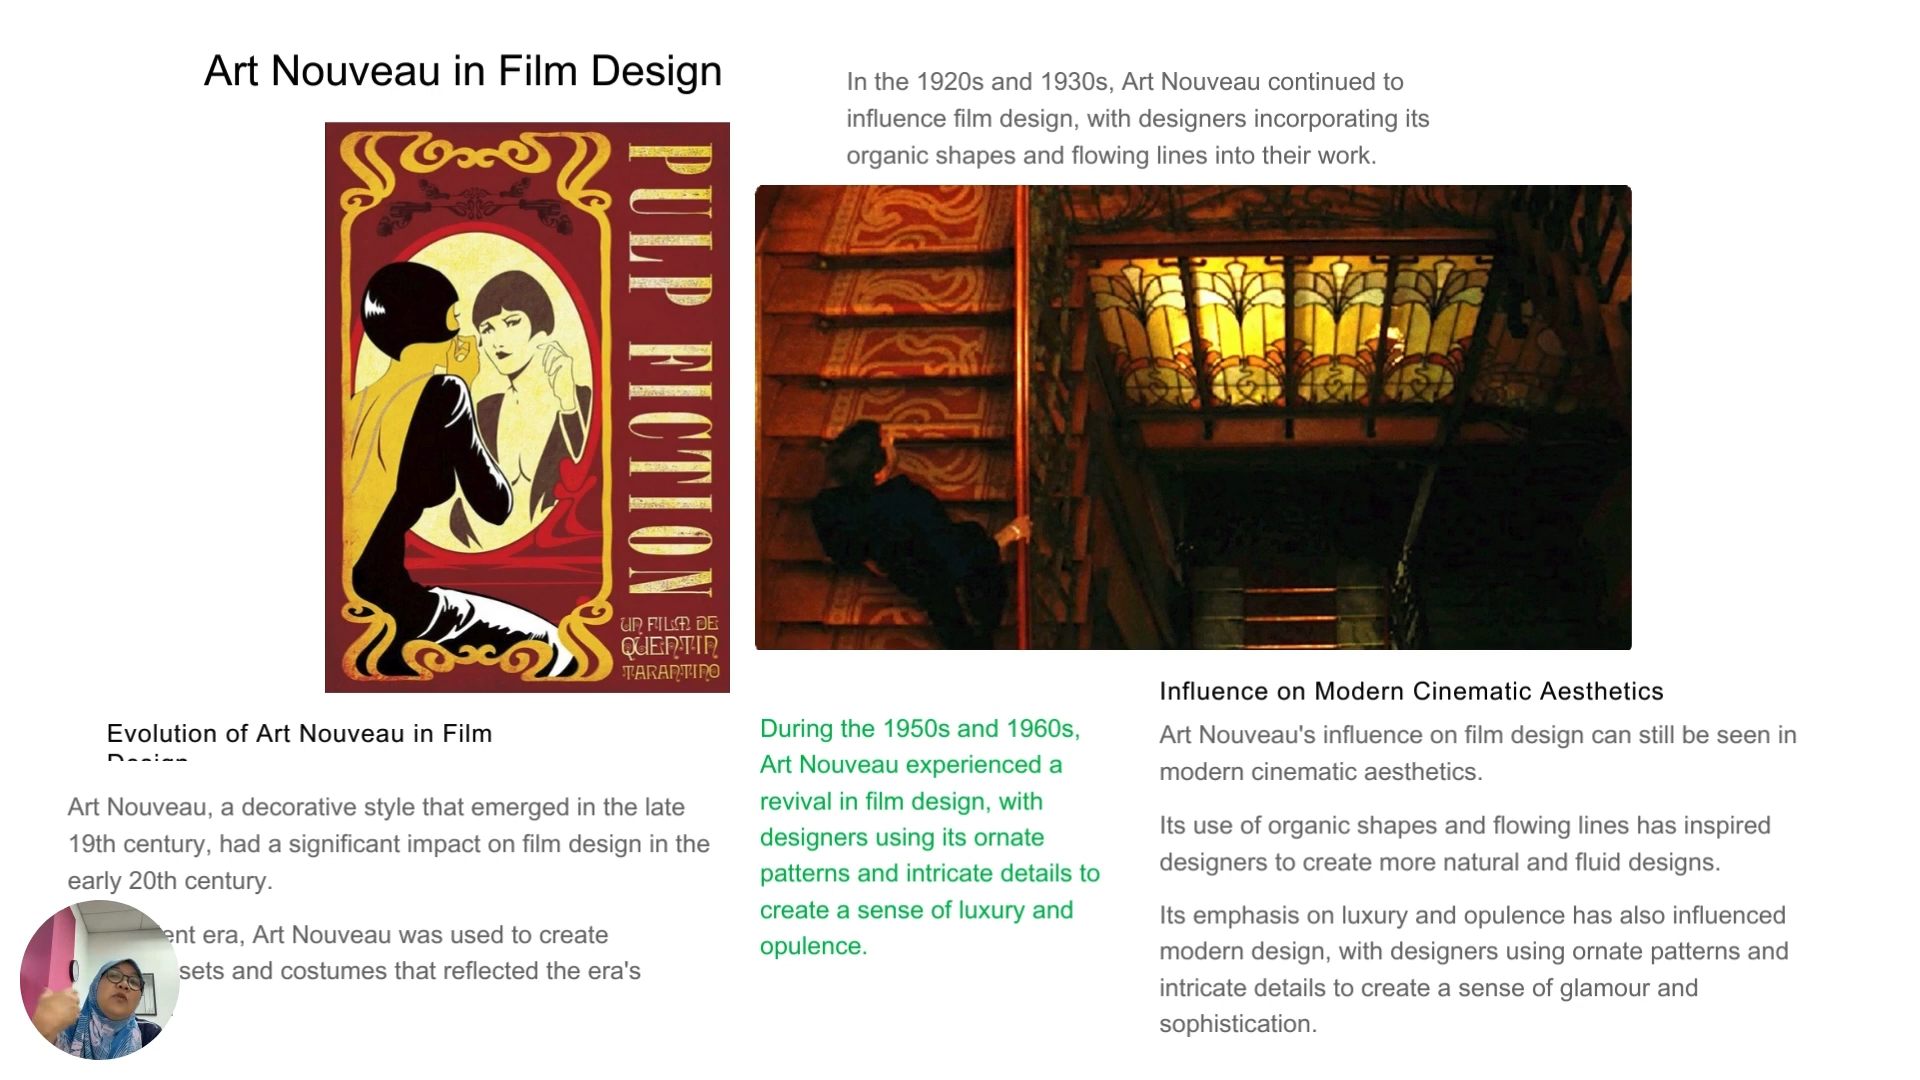 Art Nouveau in Film Design
PULP FICTION
UN FILM DE
QUENTIN
TARANTINO
Evolution of Art Nouveau in Film
Design
Art Nouveau, a decorative style that emerged in the late
19th century, had a significant impact on film design in the
early 20th century.
era, Art Nouveau was used to create
sets and costumes that reflected the era's
In the 1920s and 1930s, Art Nouveau continued to
influence film design, with designers incorporating its
organic shapes and flowing lines into their work.
During the 1950s and 1960s,
Art Nouveau experienced a
revival in film design, with
designers using its ornate
patterns and intricate details to
create a sense of luxury and
opulence.
Influence on Modern Cinematic Aesthetics
Art Nouveau's influence on film design can still be seen in
modern cinematic aesthetics.
Its use of organic shapes and flowing lines has inspired
designers to create more natural and fluid designs.
Its emphasis on luxury and opulence has also influenced
modern design, with designers using ornate patterns and
intricate details to create a sense of glamour and
sophistication.